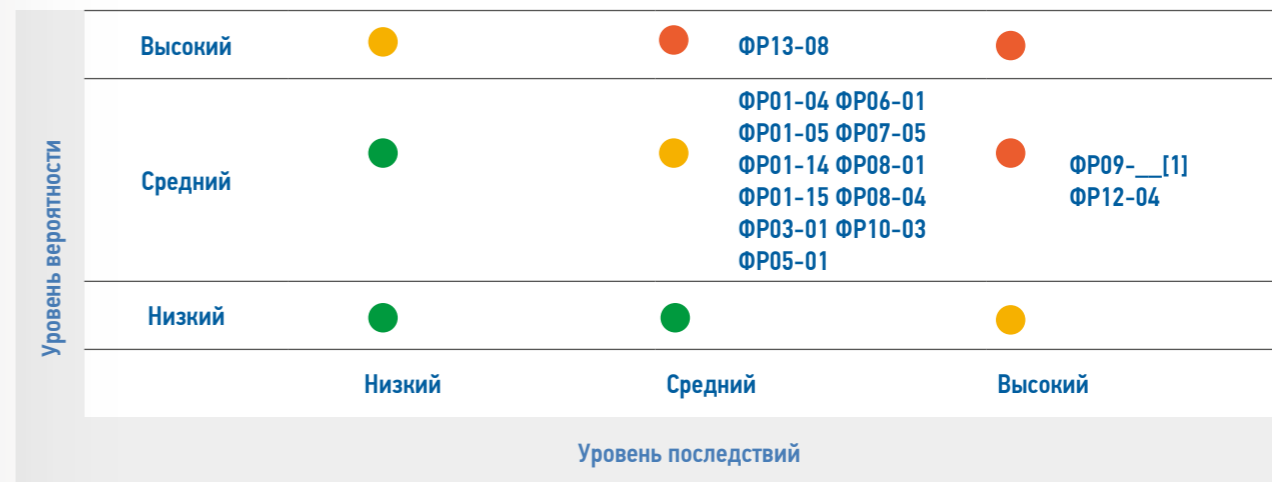 Уровень вероятности
Высокий
ФР13-08
Средний
ФР01-04 ФР06-01
ФР01-05 ФР07-05
ФР01-14 ФР08-01
ФР01-15 ФР08-04
ФР03-01 ФР10-03
ФР05-01
ФР09-__[1]
ФР12-04
Низкий
Низкий Средний Высокий
Уровень последствий